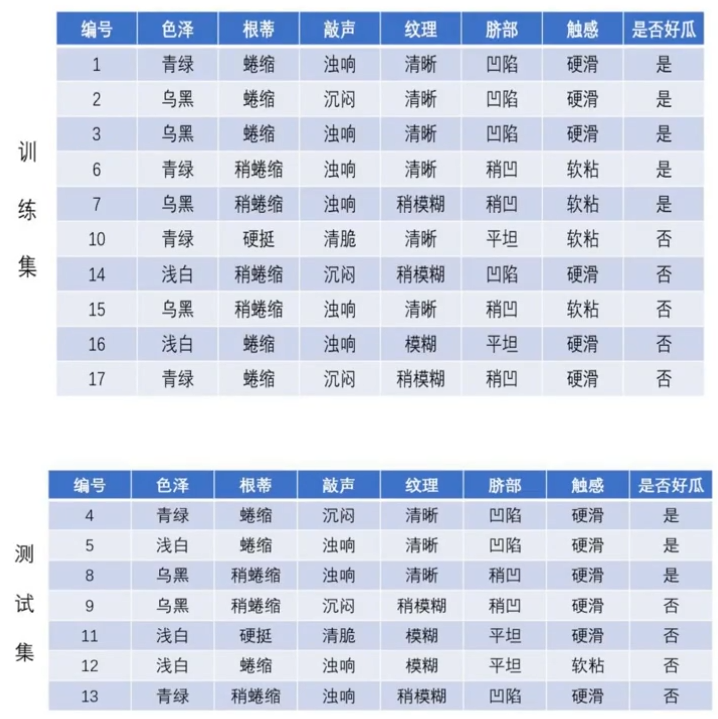 训练集
编号 色泽 根蒂 敲声 纹理 脐部 触感 是否好瓜
1 青绿 蜷缩 浊响 清晰 凹陷 硬滑 是
2 乌黑 蜷缩 沉闷 清晰 凹陷 硬滑 是
3 乌黑 蜷缩 浊响 清晰 凹陷 硬滑 是
6 青绿 稍蜷缩 浊响 清晰 稍凹 软粘 是
7 乌黑 稍蜷缩 浊响 稍模糊 稍凹 软粘 是
10 青绿 硬挺 清脆 清晰 平坦 软粘 否
14 浅白 稍蜷缩 沉闷 稍模糊 凹陷 硬滑 否
15 乌黑 稍蜷缩 浊响 清晰 稍凹 软粘 否
16 浅白 蜷缩 浊响 模糊 平坦 硬滑 否
17 青绿 蜷缩 沉闷 稍模糊 稍凹 硬滑 否
测试集
编号 色泽 根蒂 敲声 纹理 脐部 触感 是否好瓜
4 青绿 蜷缩 沉闷 清晰 凹陷 硬滑 是
5 浅白 蜷缩 浊响 清晰 凹陷 硬滑 是
8 乌黑 稍蜷缩 浊响 清晰 稍凹 硬滑 是
9 乌黑 稍蜷缩 沉闷 稍模糊 稍凹 硬滑 否
11 浅白 硬挺 清脆 模糊 平坦 硬滑 否
12 浅白 蜷缩 浊响 模糊 平坦 软粘 否
13 青绿 稍蜷缩 浊响 稍模糊 凹陷 硬滑 否